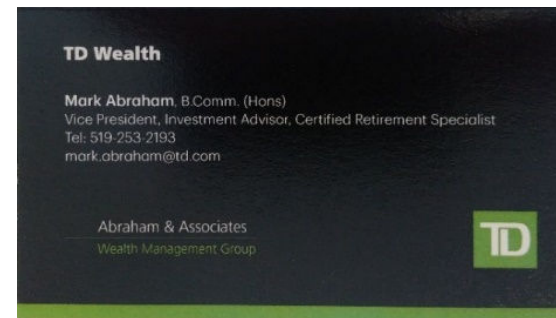 TD Wealth
Mark Abraham, B.Comm. (Hons)
Vice President, Investment Advisor, Certified Retirement Specialist
Tel: 519-253-2193
mark.abraham@td.com
Abraham & Associates
Wealth Management Group
TD